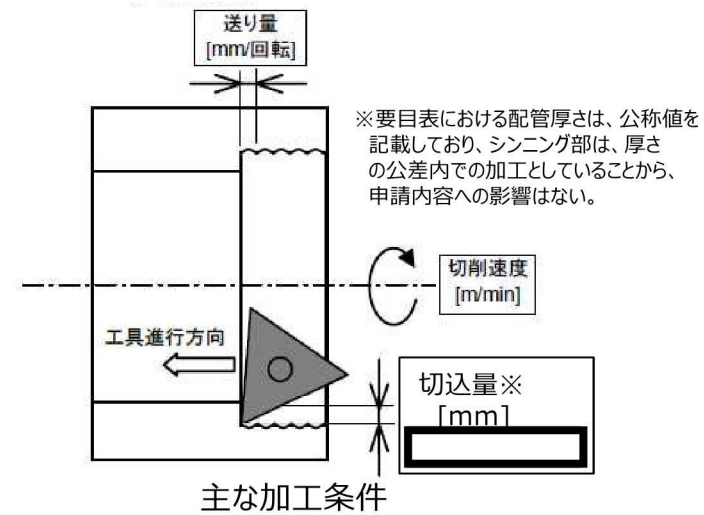 送り量
[mm/回転]
※要目表における配管厚さは、公称値を
記載しており、シンニング部は、厚さ
の公差内での加工としていることから、
申請内容への影響はない。
切削速度
[m/min]
工具進行方向
切込量※
[mm]
主な加工条件